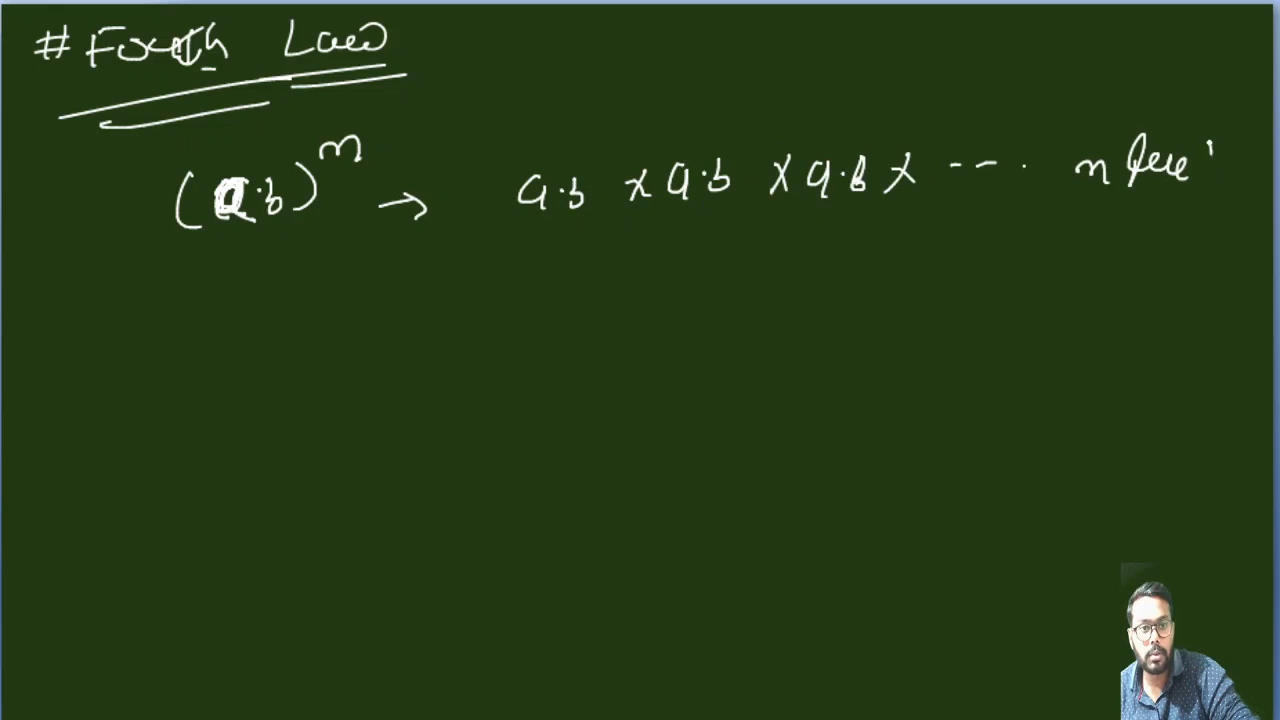 # Fourth Law
(a·b)^m → a·b × a·b × a·b × --- · m